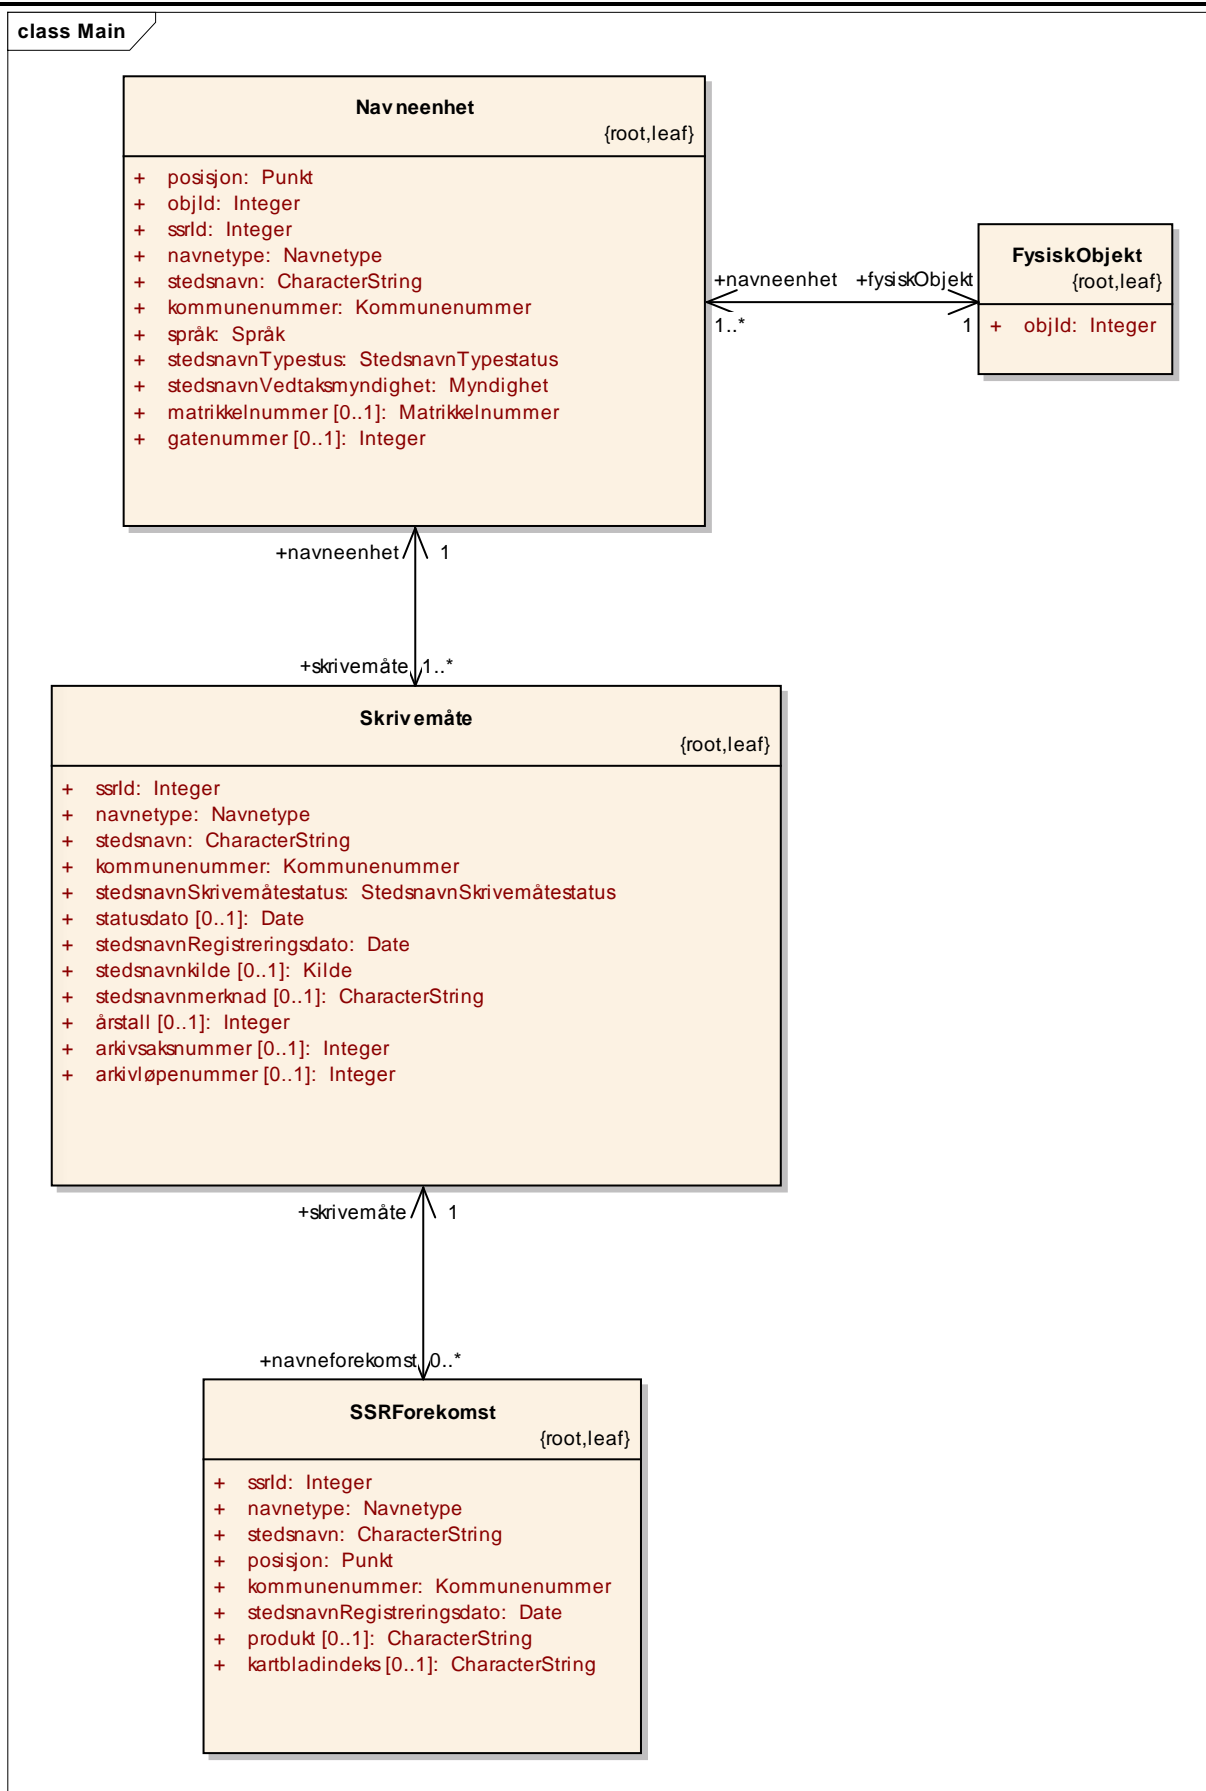 class Main
Navneenhet
{root,leaf}
+ posisjon: Punkt
+ objId: Integer
+ ssrId: Integer
+ navnetype: Navnetype
+ stedsnavn: CharacterString
+ kommunenummer: Kommunenummer
+ språk: Språk
+ stedsnavnTypestus: StedsnavnTypestatus
+ stedsnavnVedtaksmyndighet: Myndighet
+ matrikkelnummer [0..1]: Matrikkelnummer
+ gatenummer [0..1]: Integer
+navneenhet +fysiskObjekt
1..* 1
FysiskObjekt
{root,leaf}
+ objId: Integer
+navneenhet 1
+skrivemåte 1..*
Skrivemåte
{root,leaf}
+ ssrId: Integer
+ navnetype: Navnetype
+ stedsnavn: CharacterString
+ kommunenummer: Kommunenummer
+ stedsnavnSkrivemåtestatus: StedsnavnSkrivemåtestatus
+ statusdato [0..1]: Date
+ stedsnavnRegistreringsdato: Date
+ stedsnavnkilde [0..1]: Kilde
+ stedsnavnmerknad [0..1]: CharacterString
+ årstall [0..1]: Integer
+ arkivsaksnummer [0..1]: Integer
+ arkivløpenummer [0..1]: Integer
+skrivemåte 1
+navneforekomst 0..*
SSRForekomst
{root,leaf}
+ ssrId: Integer
+ navnetype: Navnetype
+ stedsnavn: CharacterString
+ posisjon: Punkt
+ kommunenummer: Kommunenummer
+ stedsnavnRegistreringsdato: Date
+ produkt [0..1]: CharacterString
+ kartbladindeks [0..1]: CharacterString